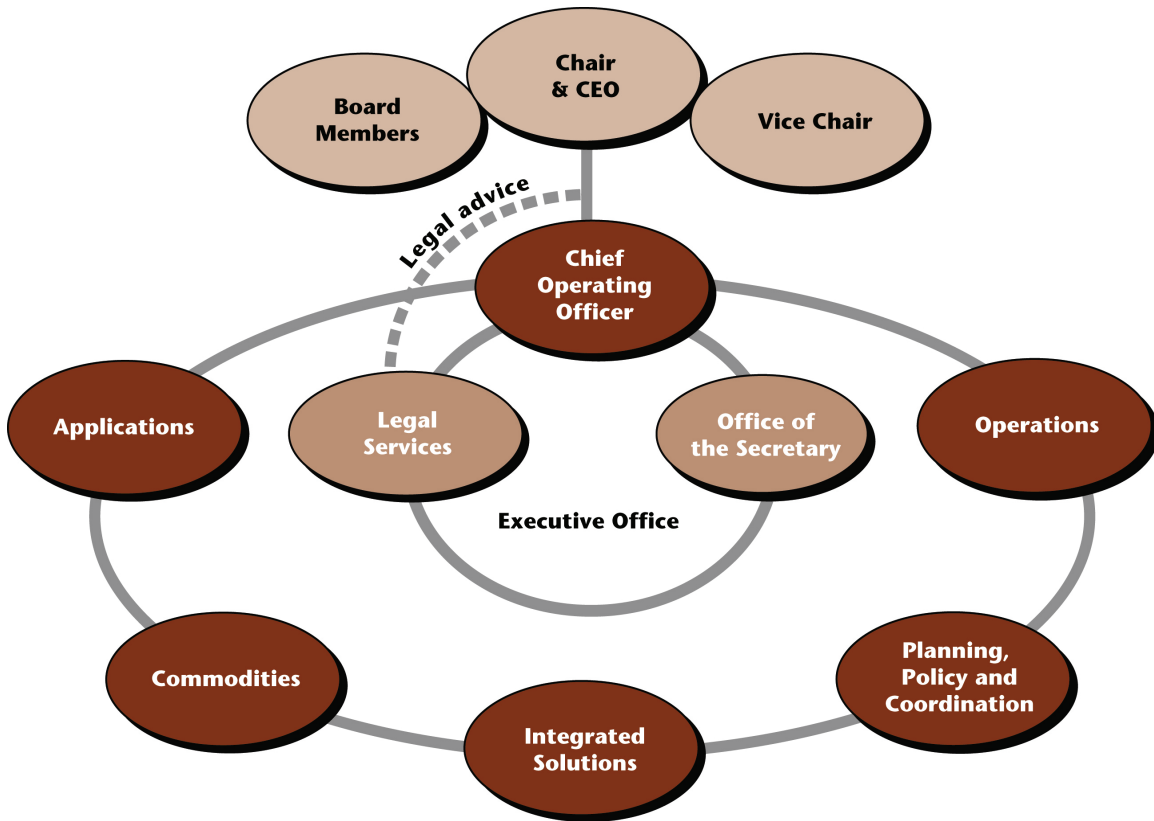 Chair
& CEO
Board
Members
Vice Chair
Legal advice
Chief
Operating
Officer
Applications
Legal
Services
Office of
the Secretary
Operations
Executive Office
Commodities
Planning,
Policy and
Coordination
Integrated
Solutions